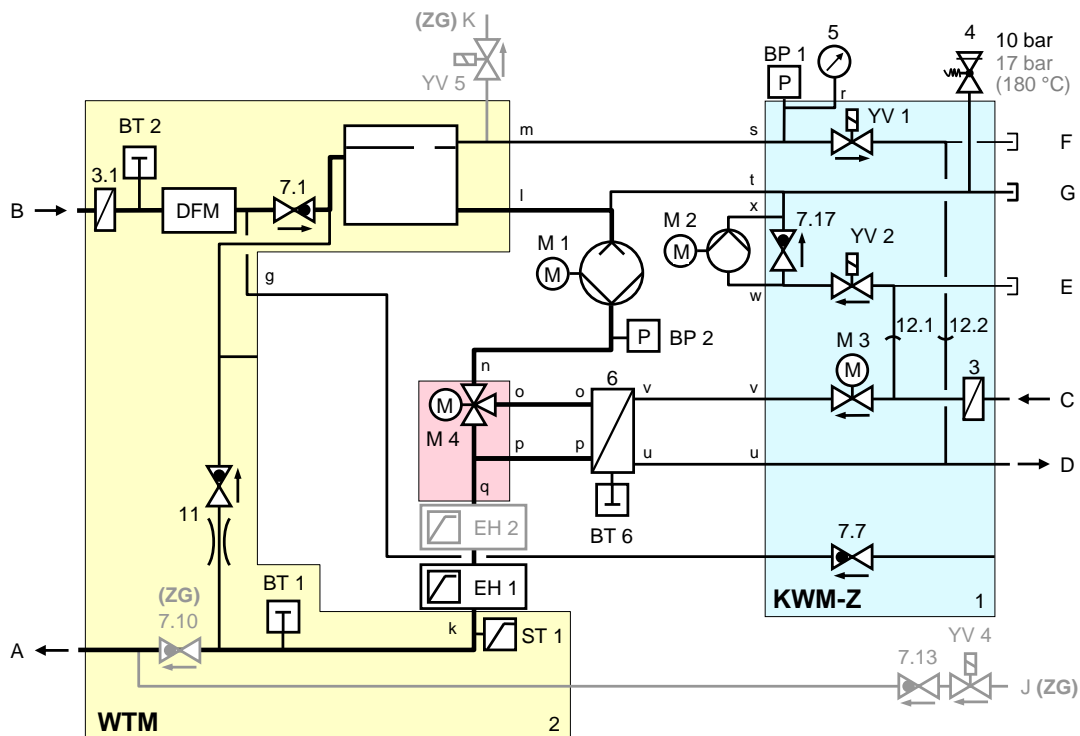 (ZG) K
YV 5
BP 1
P
5
4
10 bar
17 bar
(180 °C)
r
BT 2
3.1
7.1
m
s
YV 1
F
B
DFM
l
t
G
x
M 2
M
7.17
YV 2
M 1
M
g
w
E
12.1
12.2
P
BP 2
n
M 3
M
3
6
M
M 4
o
o
v
v
C
p
p
u
u
D
q
11
EH 2
BT 6
7.7
BT 1
EH 1
KWM-Z
1
(ZG)
7.10
k
ST 1
YV 4
A
7.13
J (ZG)
WTM
2